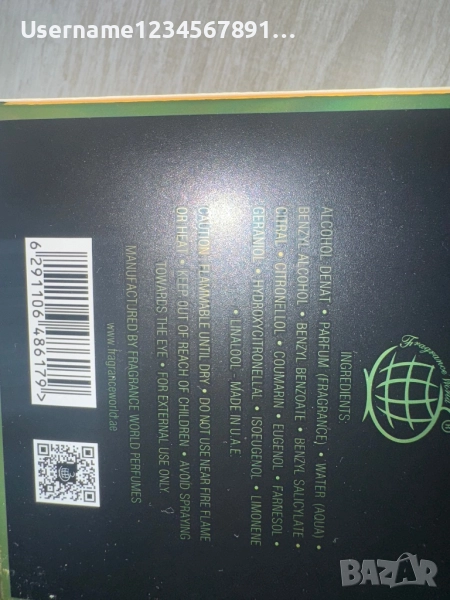 Username1234567891...
Fragrance World ®
INGREDIENTS
ALCOHOL DENAT • PARFUM (FRAGRANCE) • WATER (AQUA) •
BENZYL ALCOHOL • BENZYL BENZOATE • BENZYL SALICYLATE •
CITRAL • CITRONELLOL • COUMARIN • EUGENOL • FARNESOL •
GERANIOL • HYDROXYCITRONELLAL • ISOEUGENOL • LIMONENE
• LINALOOL. MADE IN U.A.E.
CAUTION: FLAMMABLE UNTIL DRY • DO NOT USE NEAR FIRE FLAME
OR HEAT • KEEP OUT OF REACH OF CHILDREN • AVOID SPRAYING
TOWARDS THE EYE • FOR EXTERNAL USE ONLY.
MANUFACTURED BY FRAGRANCE WORLD PERFUMES
www.fragranceworld.ae
6 291106 486179 >
BAZAR